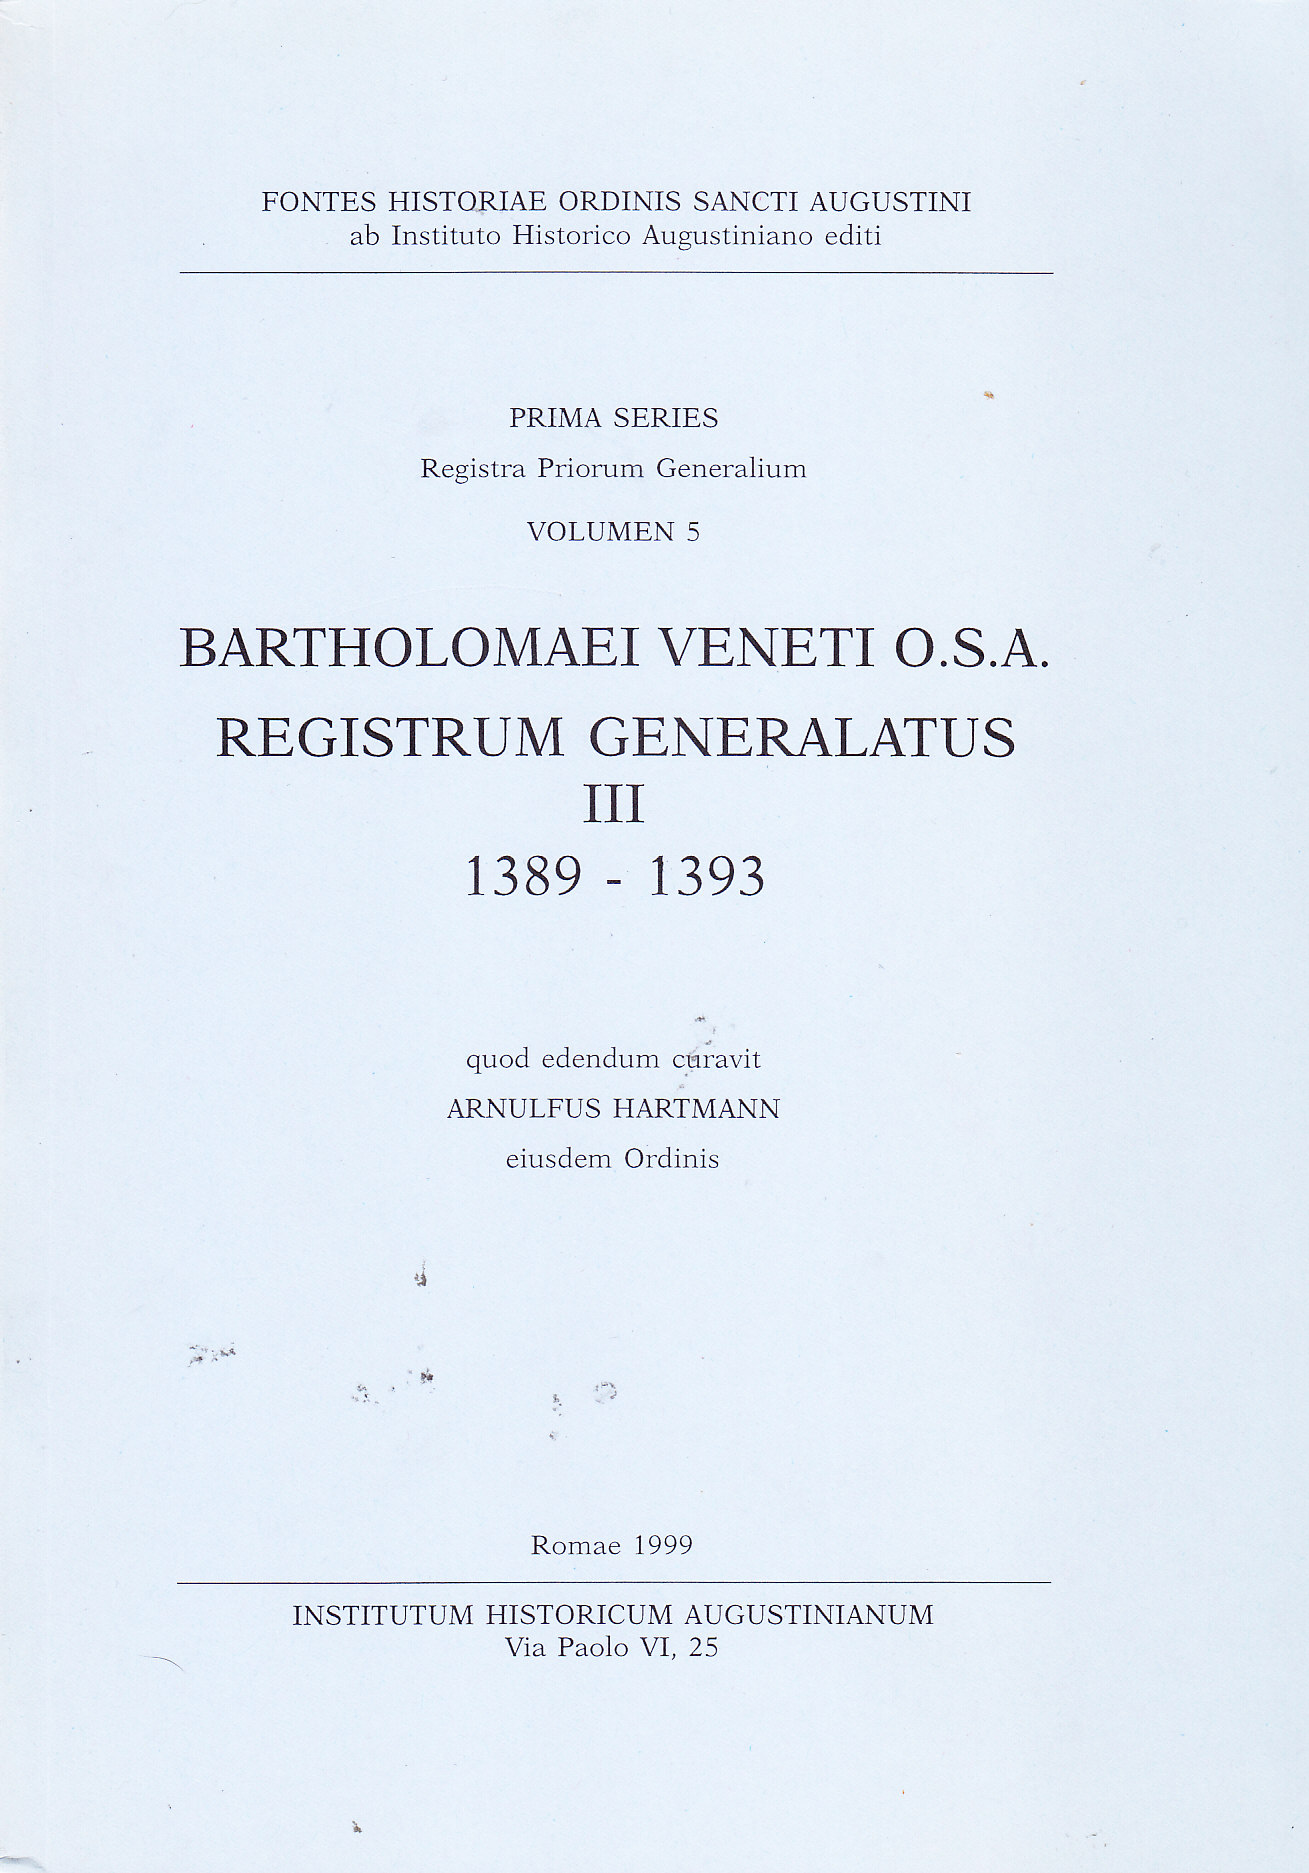 FONTES HISTORIAE ORDINIS SANCTI AUGUSTINI
ab Instituto Historico Augustiniano editi
PRIMA SERIES
Registra Priorum Generalium
VOLUMEN 5
BARTHOLOMAEI VENETI O.S.A.
REGISTRUM GENERALATUS
III
1389 - 1393
quod edendum curavit
ARNULFUS HARTMANN
eiusdem Ordinis
Romae 1999
INSTITUTUM HISTORICUM AUGUSTINIANUM
Via Paolo VI, 25